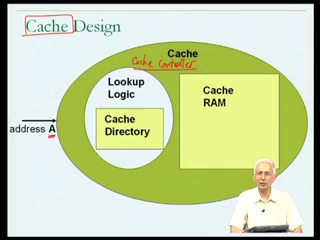 Cache Design
Cache
Cache Controller
Lookup
Logic
Cache
Directory
Cache
RAM
address A